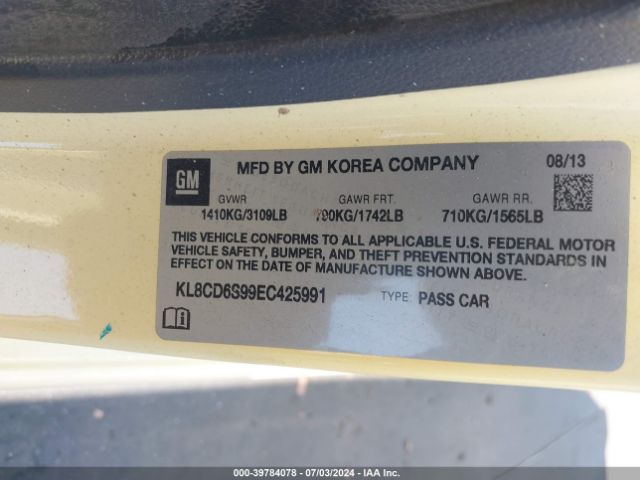 GM
MFD BY GM KOREA COMPANY 08/13
GVWR GAWR FRT. GAWR RR.
1410KG/3109LB 790KG/1742LB 710KG/1565LB
THIS VEHICLE CONFORMS TO ALL APPLICABLE U.S. FEDERAL MOTOR
VEHICLE SAFETY, BUMPER, AND THEFT PREVENTION STANDARDS IN
EFFECT ON THE DATE OF MANUFACTURE SHOWN ABOVE.
KL8CD6S99EC425991 TYPE: PASS CAR
000-39784078 - 07/03/2024 - IAA Inc.